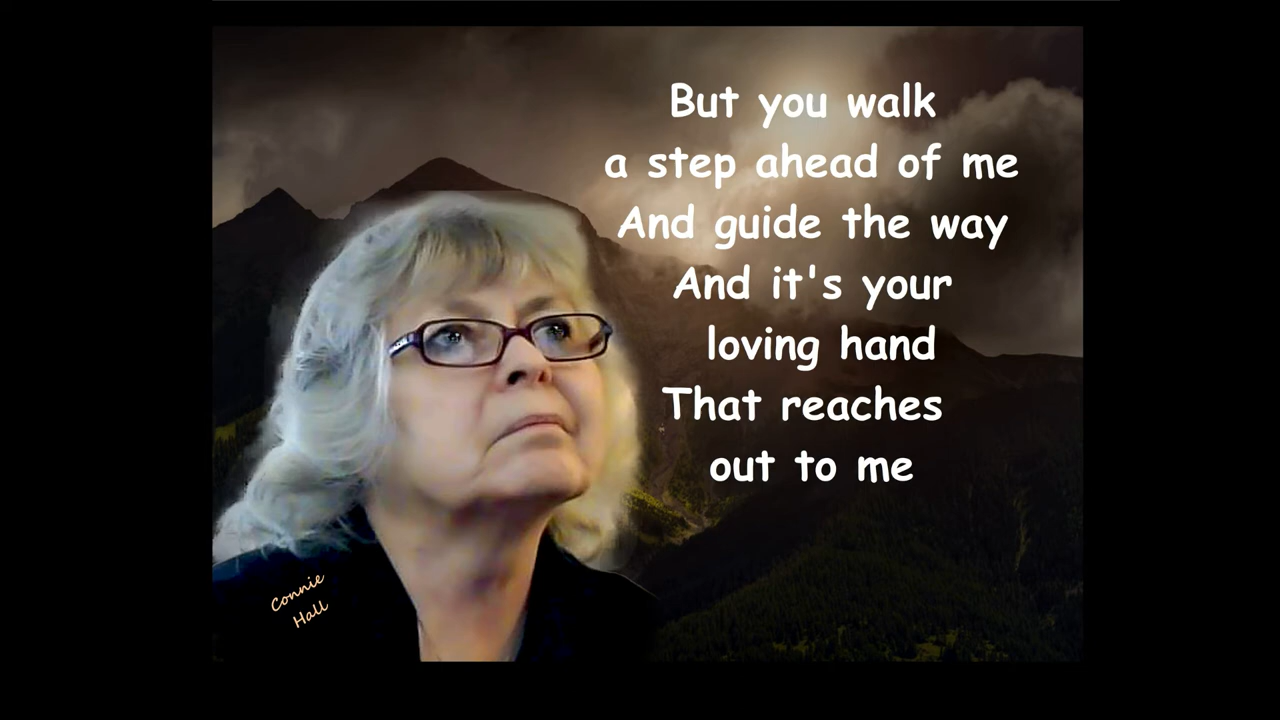 But you walk
a step ahead of me
And guide the way
And it's your
loving hand
That reaches
out to me
Connie
Hall